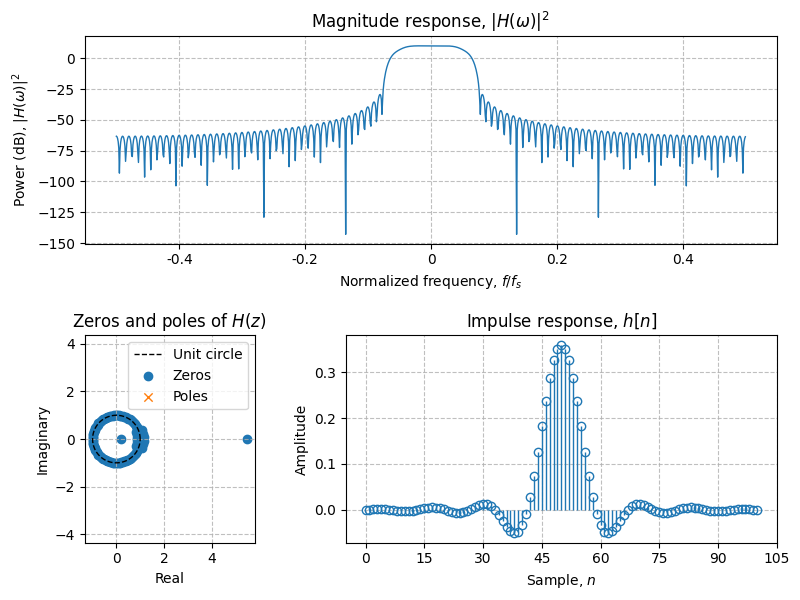 Magnitude response, |H(ω)|²
Power (dB), |H(ω)|²
0
−25
−50
−75
−100
−125
−150
-0.4
-0.2
0
0.2
0.4
Normalized frequency, f/fₛ
Zeros and poles of H(z)
Imaginary
4
2
0
−2
−4
Unit circle
Zeros
Poles
0
2
4
Real
Impulse response, h[n]
Amplitude
0.3
0.2
0.1
0.0
0
15
30
45
60
75
90
105
Sample, n